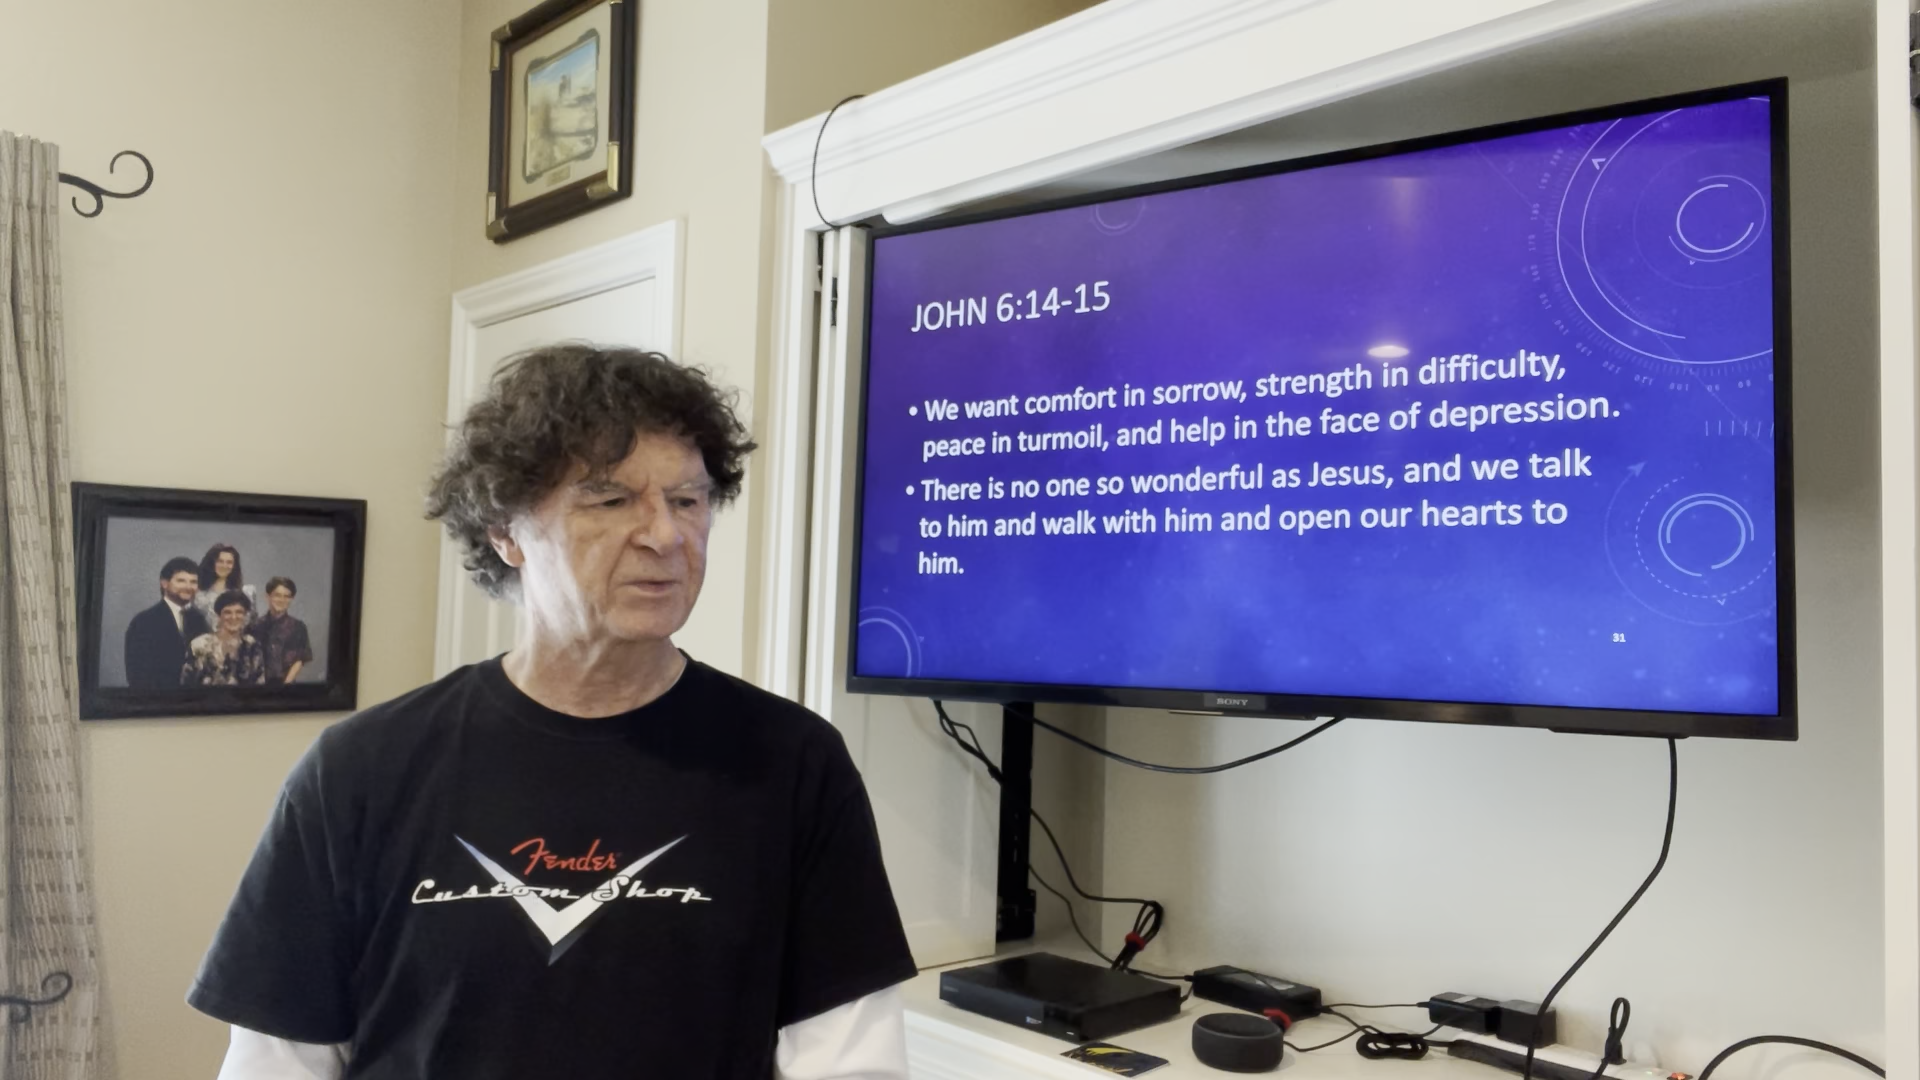 JOHN 6:14-15
• We want comfort in sorrow, strength in difficulty,
peace in turmoil, and help in the face of depression.
• There is no one so wonderful as Jesus, and we talk
to him and walk with him and open our hearts to
him.
31
SONY
Fender
Custom Shop